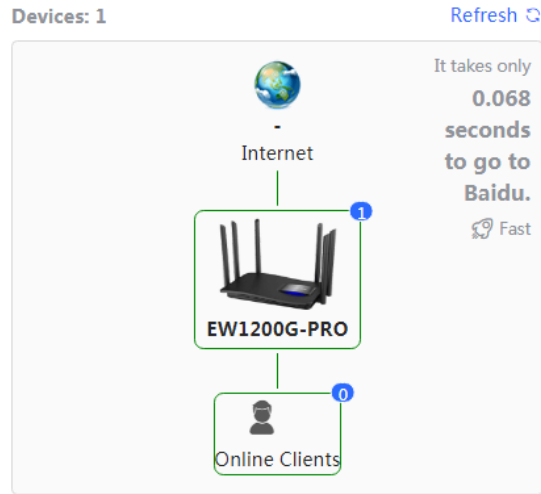 Devices: 1
Refresh
It takes only
0.068
seconds
to go to
Baidu.
Fast
-
Internet
1
EW1200G-PRO
0
Online Clients